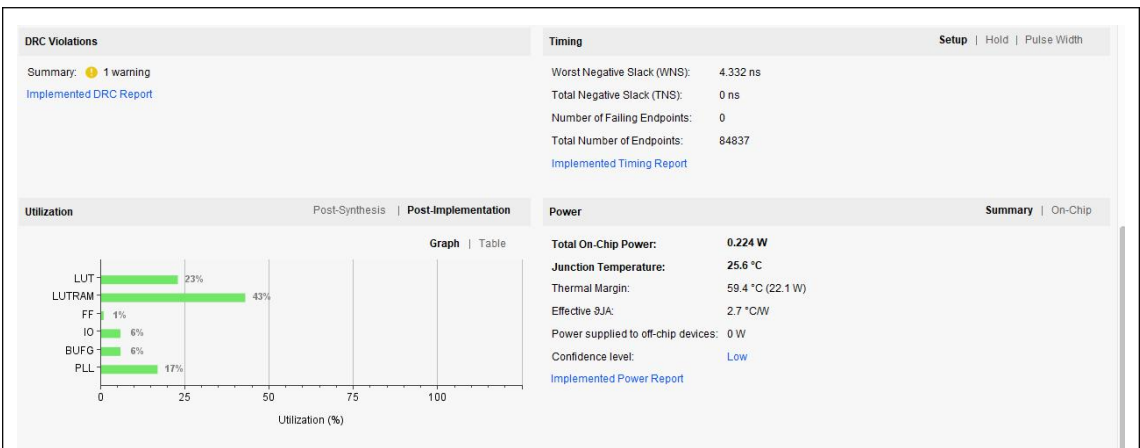 DRC Violations
Summary: 1 warning
Implemented DRC Report
Timing Setup | Hold | Pulse Width
Worst Negative Slack (WNS): 4.332 ns
Total Negative Slack (TNS): 0 ns
Number of Failing Endpoints: 0
Total Number of Endpoints: 84837
Implemented Timing Report
Utilization Post-Synthesis | Post-Implementation
Graph | Table
LUT 23%
LUTRAM 43%
FF 1%
IO 6%
BUFG 6%
PLL 17%
0 25 50 75 100
Utilization (%)
Power Summary | On-Chip
Total On-Chip Power: 0.224 W
Junction Temperature: 25.6 °C
Thermal Margin: 59.4 °C (22.1 W)
Effective ϑJA: 2.7 °C/W
Power supplied to off-chip devices: 0 W
Confidence level: Low
Implemented Power Report